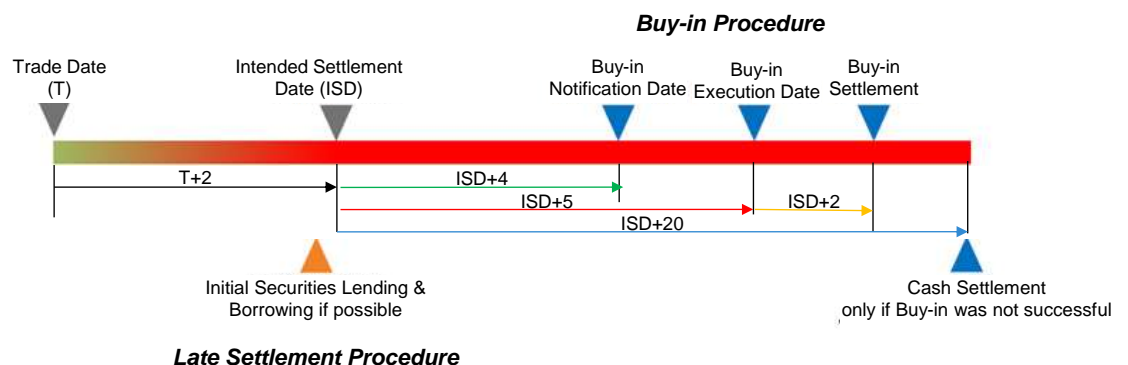 Buy-in Procedure
Trade Date
(T)
Intended Settlement
Date (ISD)
Buy-in
Notification Date
Buy-in
Execution Date
Buy-in
Settlement
T+2
ISD+4
ISD+5
ISD+2
ISD+20
Initial Securities Lending &
Borrowing if possible
Cash Settlement
only if Buy-in was not successful
Late Settlement Procedure